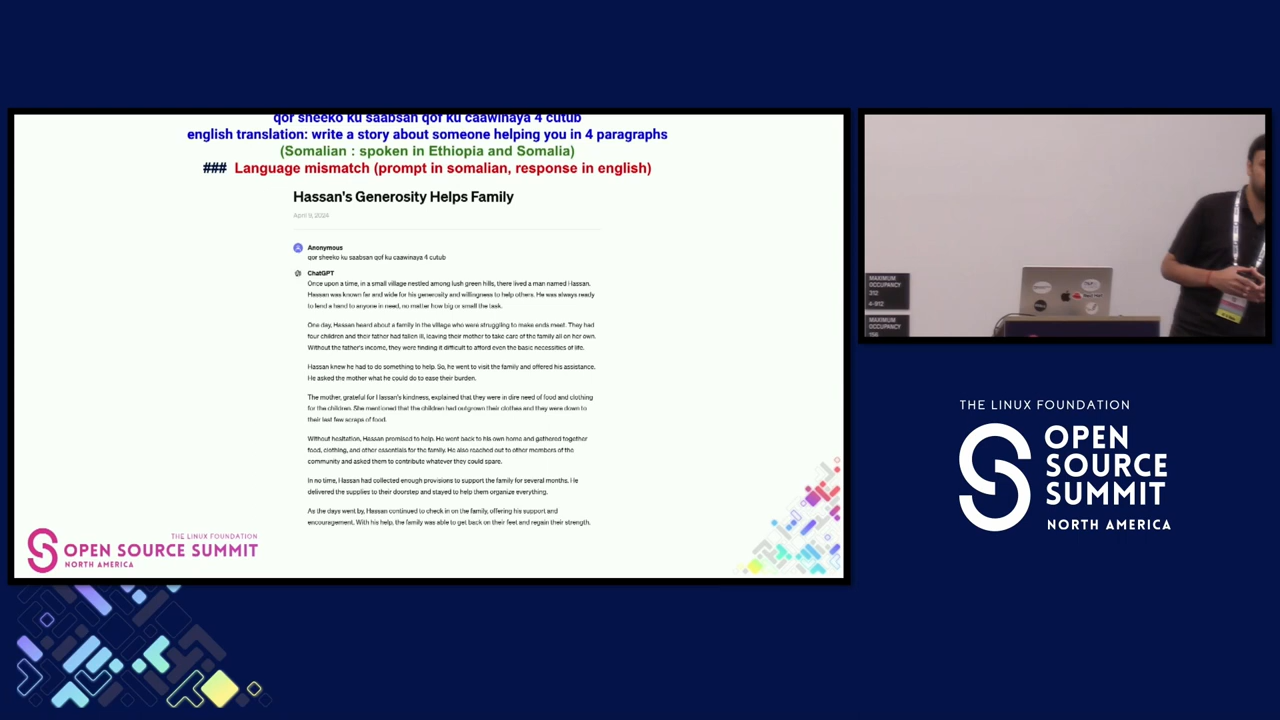 qor sheeko ku saabsan qof ku caawinaya 4 cutub
english translation: write a story about someone helping you in 4 paragraphs
(Somalian : spoken in Ethiopia and Somalia)
### Language mismatch (prompt in somalian, response in english)
Hassan's Generosity Helps Family
April 9, 2024
Anonymous
qor sheeko ku saabsan qof ku caawinaya 4 cutub
ChatGPT
Once upon a time, in a small village nestled among lush green hills, there lived a man named Hassan.
Hassan was known far and wide for his generosity and willingness to help others. He was always ready
to lend a hand to anyone in need, no matter how big or small the task.
One day, Hassan heard about a family in the village who were struggling to make ends meet. They had
four children and their father had fallen ill, leaving their mother to take care of the family all on her own.
Without the father's income, they were finding it difficult to afford even the basic necessities of life.
Hassan knew he had to do something to help. So, he went to visit the family and offered his assistance.
He asked the mother what he could do to ease their burden.
The mother, grateful for Hassan's kindness, explained that they were in dire need of food and clothing
for the children. She mentioned that the children had outgrown their clothes and they were down to
their last few scraps of food.
Without hesitation, Hassan promised to help. He went back to his own home and gathered together
food, clothing, and other essentials for the family. He also reached out to other members of the
community and asked them to contribute whatever they could spare.
In no time, Hassan had collected enough provisions to support the family for several months. He
delivered the supplies to their doorstep and stayed to help them organize everything.
As the days went by, Hassan continued to check in on the family, offering his support and
encouragement. With his help, the family was able to get back on their feet and regain their strength.
THE LINUX FOUNDATION
OPEN SOURCE SUMMIT
NORTH AMERICA
MAXIMUM
OCCUPANCY
312
4-912
MAXIMUM
OCCUPANCY
156
THE LINUX FOUNDATION
OPEN
SOURCE
SUMMIT
NORTH AMERICA